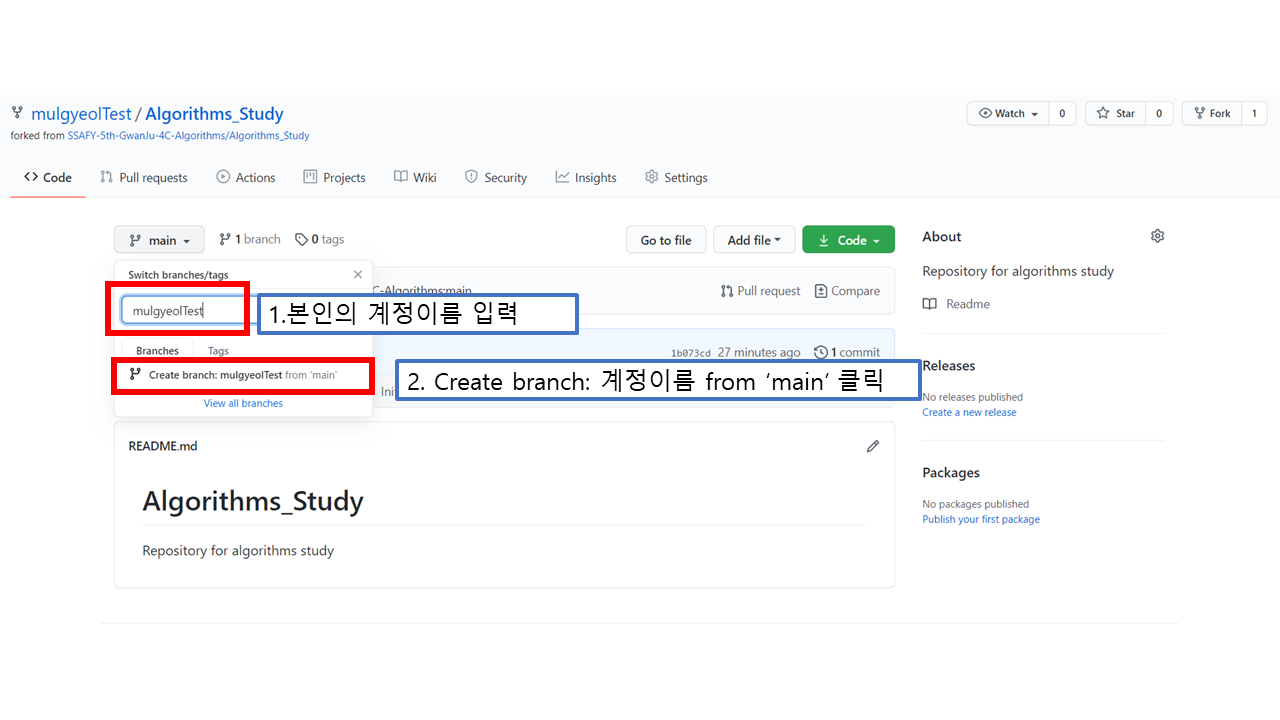 mulgyeolTest / Algorithms_Study
Watch 0 Star 0 Fork 1
forked from SSAFY-5th-GwanJu-4C-Algorithms/Algorithms_Study
Code Pull requests Actions Projects Wiki Security Insights Settings
main 1 branch 0 tags Go to file Add file Code
About
Switch branches/tags
Repository for algorithms study
C-Algorithms:main Pull request Compare
mulgyeolTest
1.본인의 계정이름 입력
Readme
Branches Tags
1b073cd 27 minutes ago 1 commit
Create branch: mulgyeolTest from ‘main’
2. Create branch: 계정이름 from ‘main’ 클릭
Releases
View all branches
No releases published
Create a new release
README.md
Packages
Algorithms_Study
No packages published
Publish your first package
Repository for algorithms study